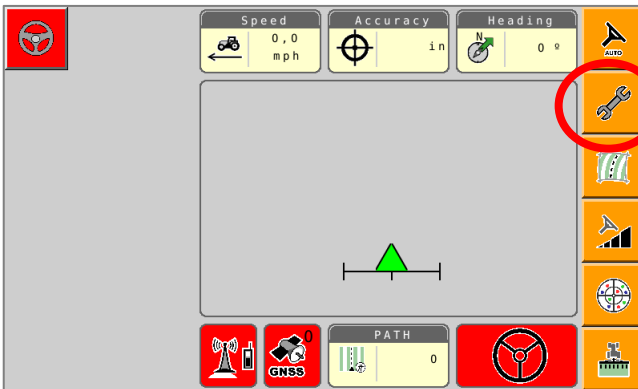 Speed
0,0
mph
Accuracy
in
Heading
N
0 º
AUTO
0
GNSS
PATH
0